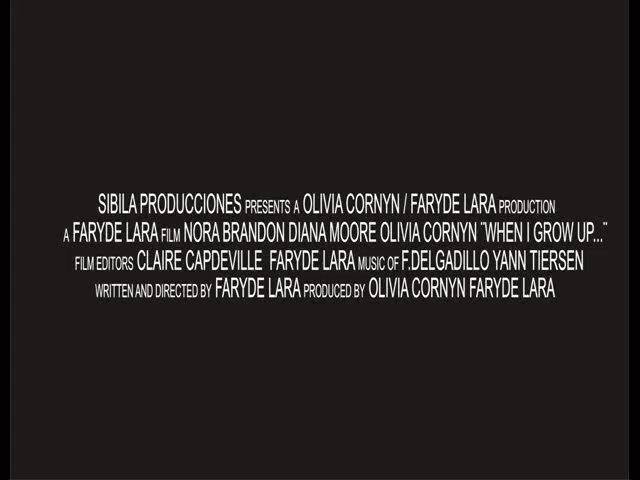 SIBILA PRODUCCIONES PRESENTS A OLIVIA CORNYN / FARYDE LARA PRODUCTION
A FARYDE LARA FILM NORA BRANDON DIANA MOORE OLIVIA CORNYN ¨WHEN I GROW UP...¨
FILM EDITORS CLAIRE CAPDEVILLE FARYDE LARA MUSIC OF F.DELGADILLO YANN TIERSEN
WRITTEN AND DIRECTED BY FARYDE LARA PRODUCED BY OLIVIA CORNYN FARYDE LARA